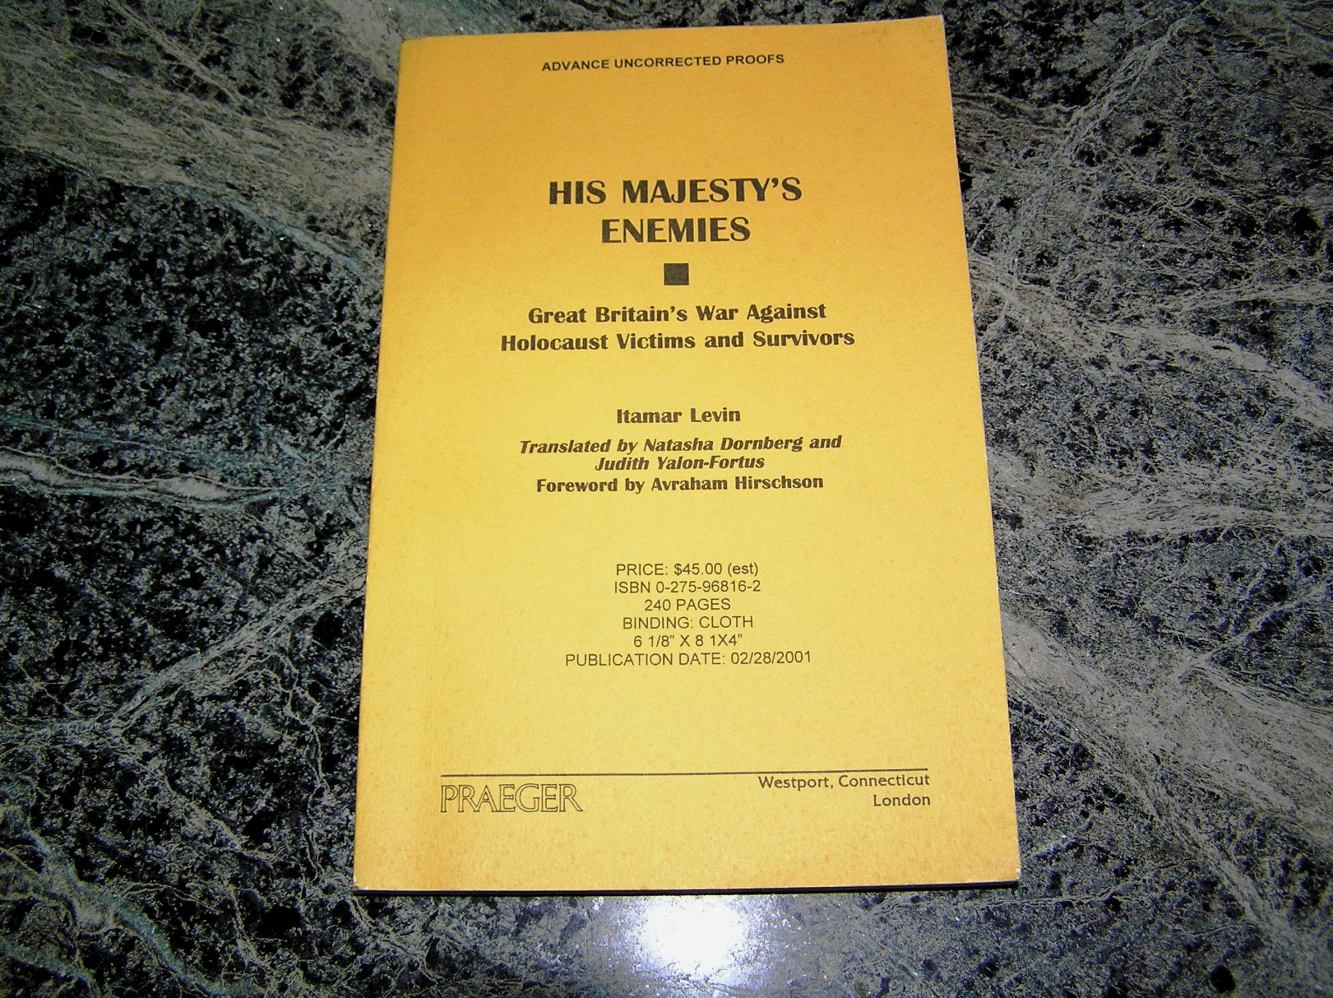 ADVANCE UNCORRECTED PROOFS
HIS MAJESTY'S
ENEMIES
Great Britain's War Against
Holocaust Victims and Survivors
Itamar Levin
Translated by Natasha Dornberg and
Judith Yalon-Fortus
Foreword by Avraham Hirschson
PRICE: $45.00 (est)
ISBN 0-275-96816-2
240 PAGES
BINDING: CLOTH
6 1/8" X 8 1X4"
PUBLICATION DATE: 02/28/2001
PRAEGER
Westport, Connecticut
London